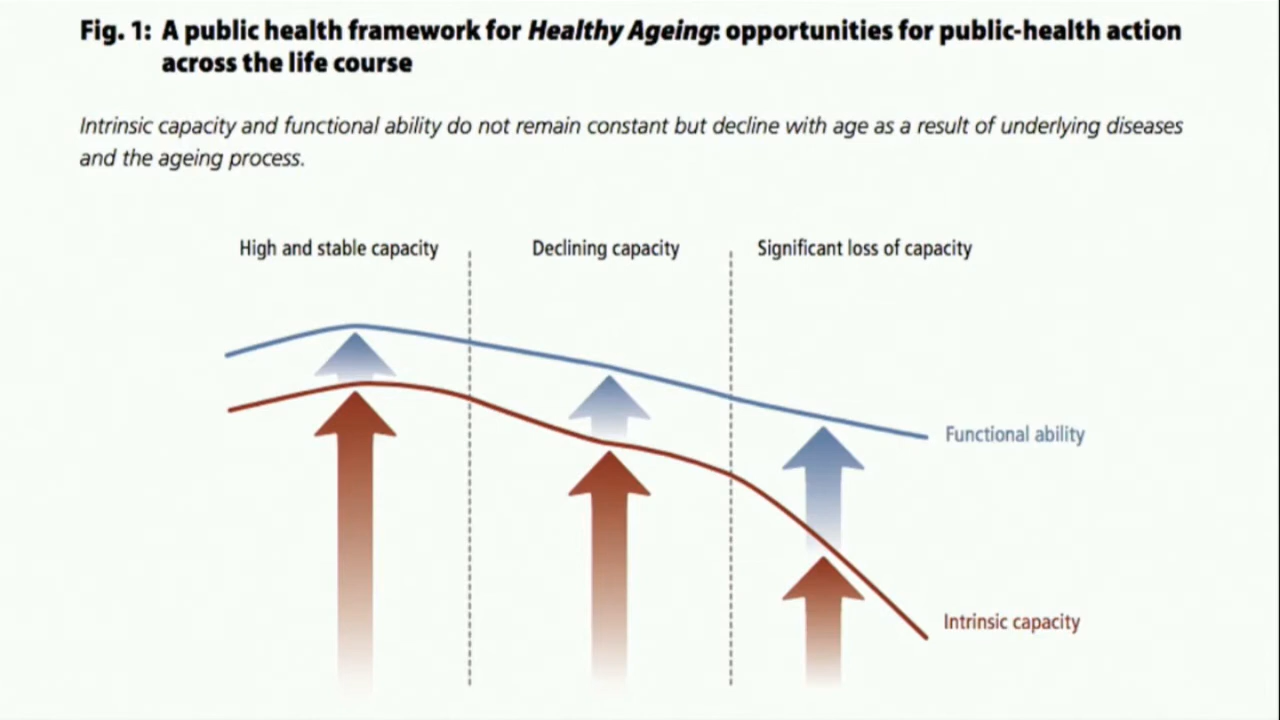 Fig. 1: A public health framework for Healthy Ageing: opportunities for public-health action
across the life course
Intrinsic capacity and functional ability do not remain constant but decline with age as a result of underlying diseases
and the ageing process.
High and stable capacity
Declining capacity
Significant loss of capacity
Functional ability
Intrinsic capacity